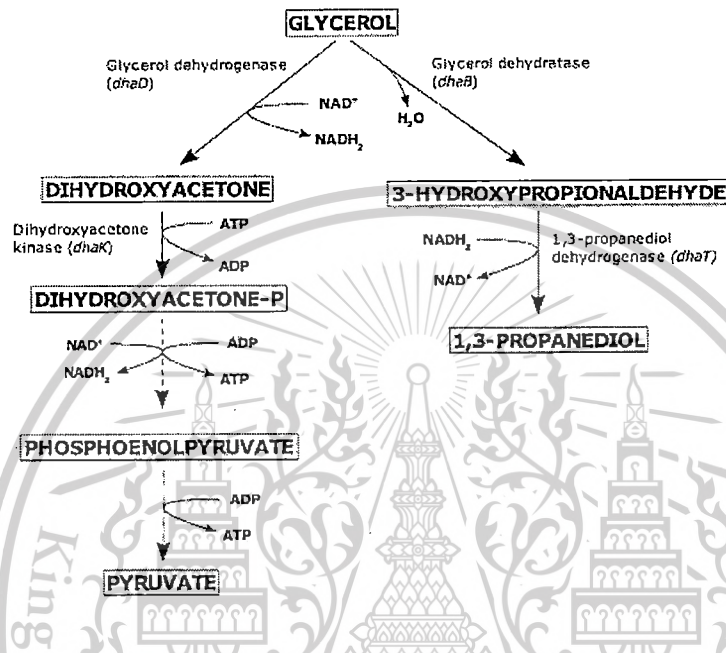 GLYCEROL
Glycerol dehydrogenase
(dhaD)
NAD⁺
NADH₂
Glycerol dehydratase
(dhaB)
H₂O
DIHYDROXYACETONE
3-HYDROXYPROPIONALDEHYDE
Dihydroxyacetone
kinase (dhaK)
ATP
ADP
NADH₂
NAD⁺
1,3-propanediol
dehydrogenase (dhaT)
DIHYDROXYACETONE-P
1,3-PROPANEDIOL
NAD⁺
NADH₂
ADP
ATP
PHOSPHOENOLPYRUVATE
ADP
ATP
PYRUVATE
King